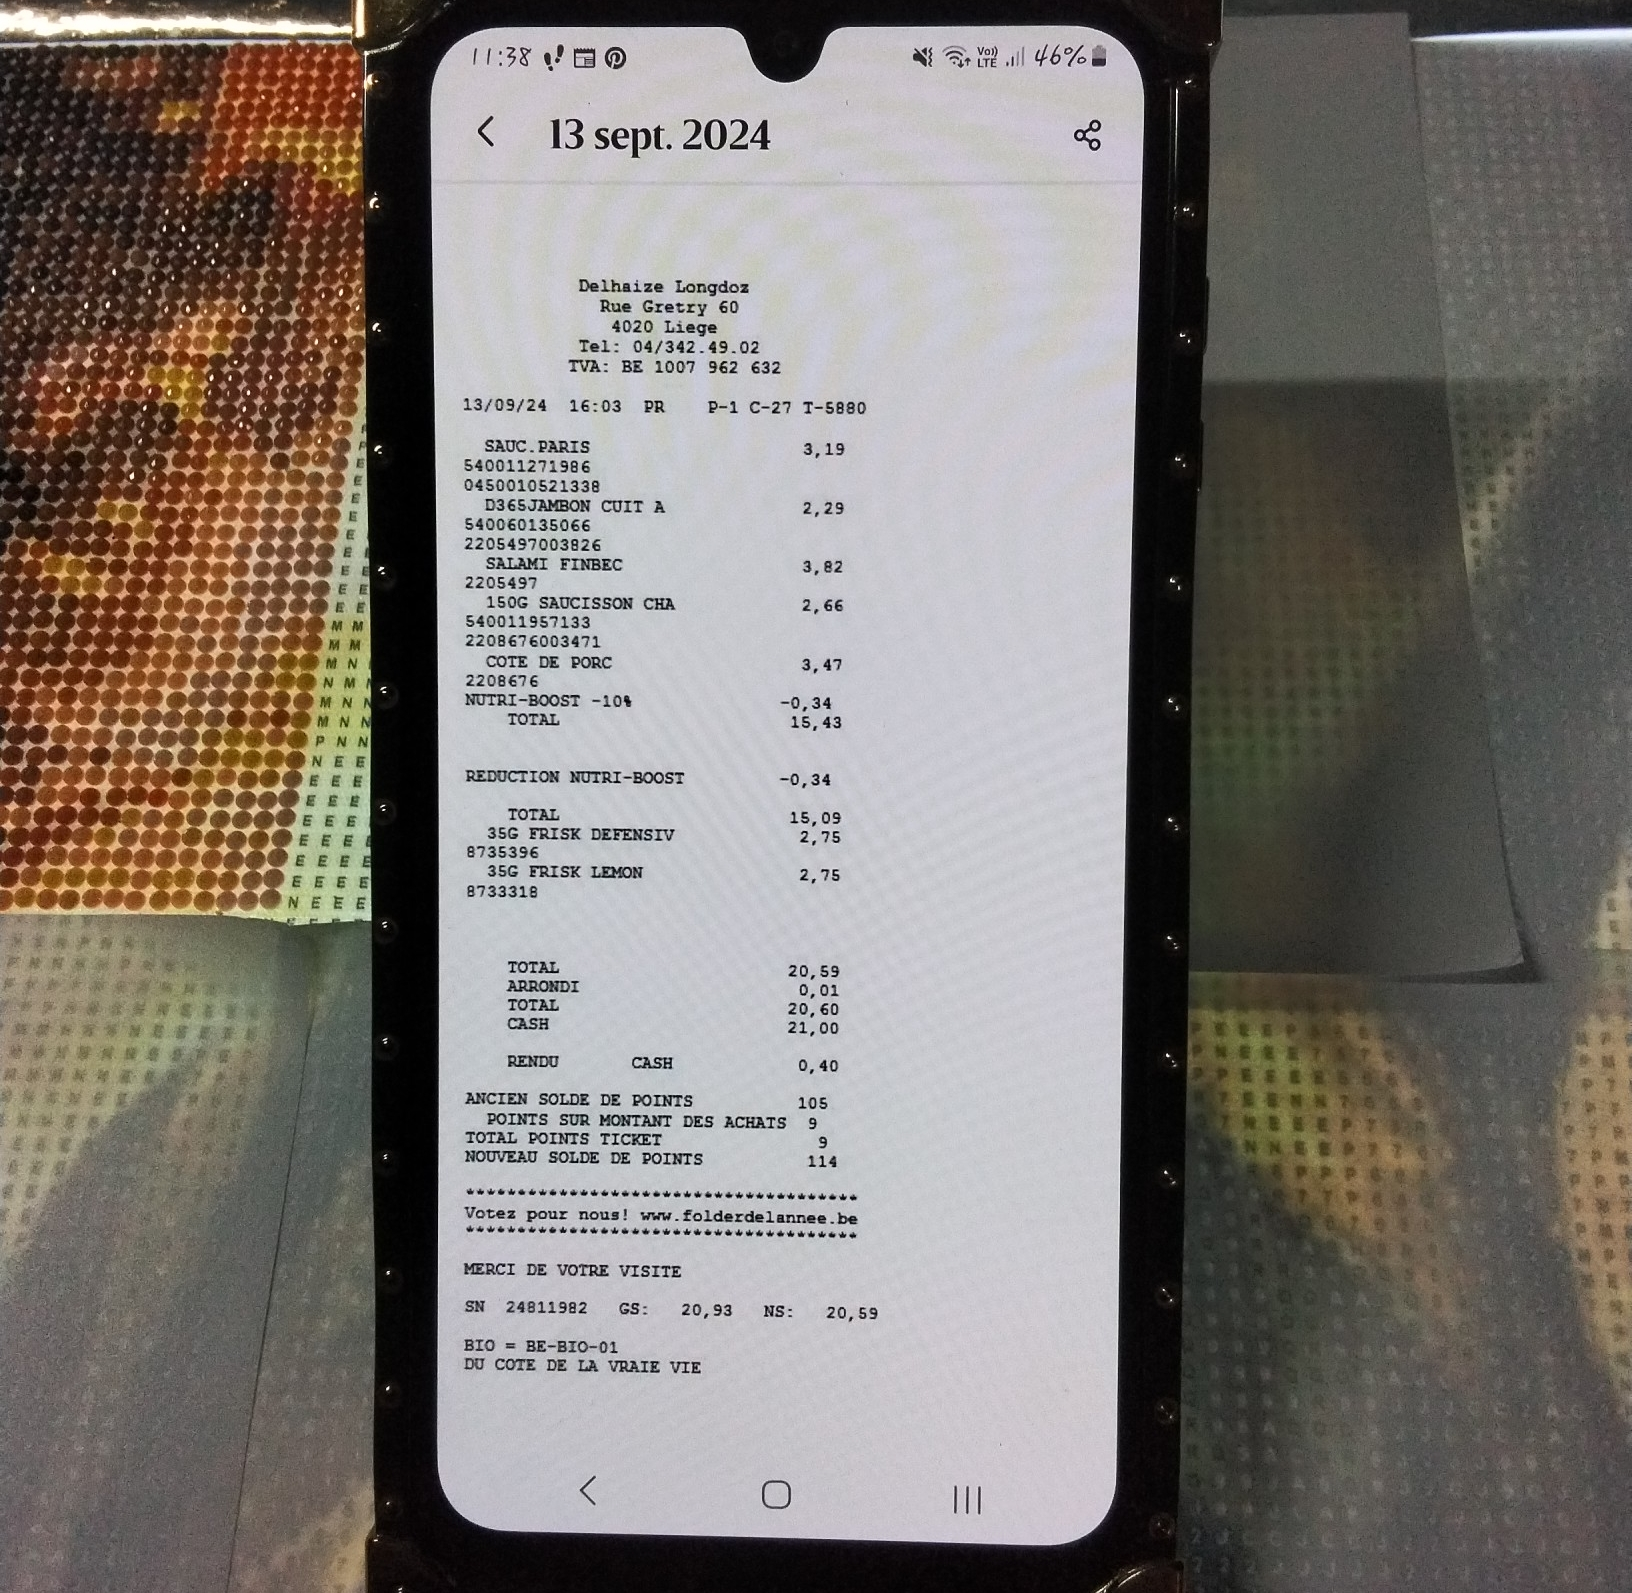 11:38 Vo)) LTE 46%
13 sept. 2024
Delhaize Longdoz
Rue Gretry 60
4020 Liege
Tel: 04/342.49.02
TVA: BE 1007 962 632
13/09/24 16:03 PR P-1 C-27 T-5880
SAUC.PARIS 3,19
540011271986
0450010521338
D365JAMBON CUIT A 2,29
540060135066
2205497003826
SALAMI FINBEC 3,82
2205497
150G SAUCISSON CHA 2,66
540011957133
2208676003471
COTE DE PORC 3,47
2208676
NUTRI-BOOST -10% -0,34
TOTAL 15,43
REDUCTION NUTRI-BOOST -0,34
TOTAL 15,09
35G FRISK DEFENSIV 2,75
8735396
35G FRISK LEMON 2,75
8733318
TOTAL 20,59
ARRONDI 0,01
TOTAL 20,60
CASH 21,00
RENDU CASH 0,40
ANCIEN SOLDE DE POINTS 105
POINTS SUR MONTANT DES ACHATS 9
TOTAL POINTS TICKET 9
NOUVEAU SOLDE DE POINTS 114
*************************************
Votez pour nous! www.folderdelannee.be
*************************************
MERCI DE VOTRE VISITE
SN 24811982 GS: 20,93 NS: 20,59
BIO = BE-BIO-01
DU COTE DE LA VRAIE VIE